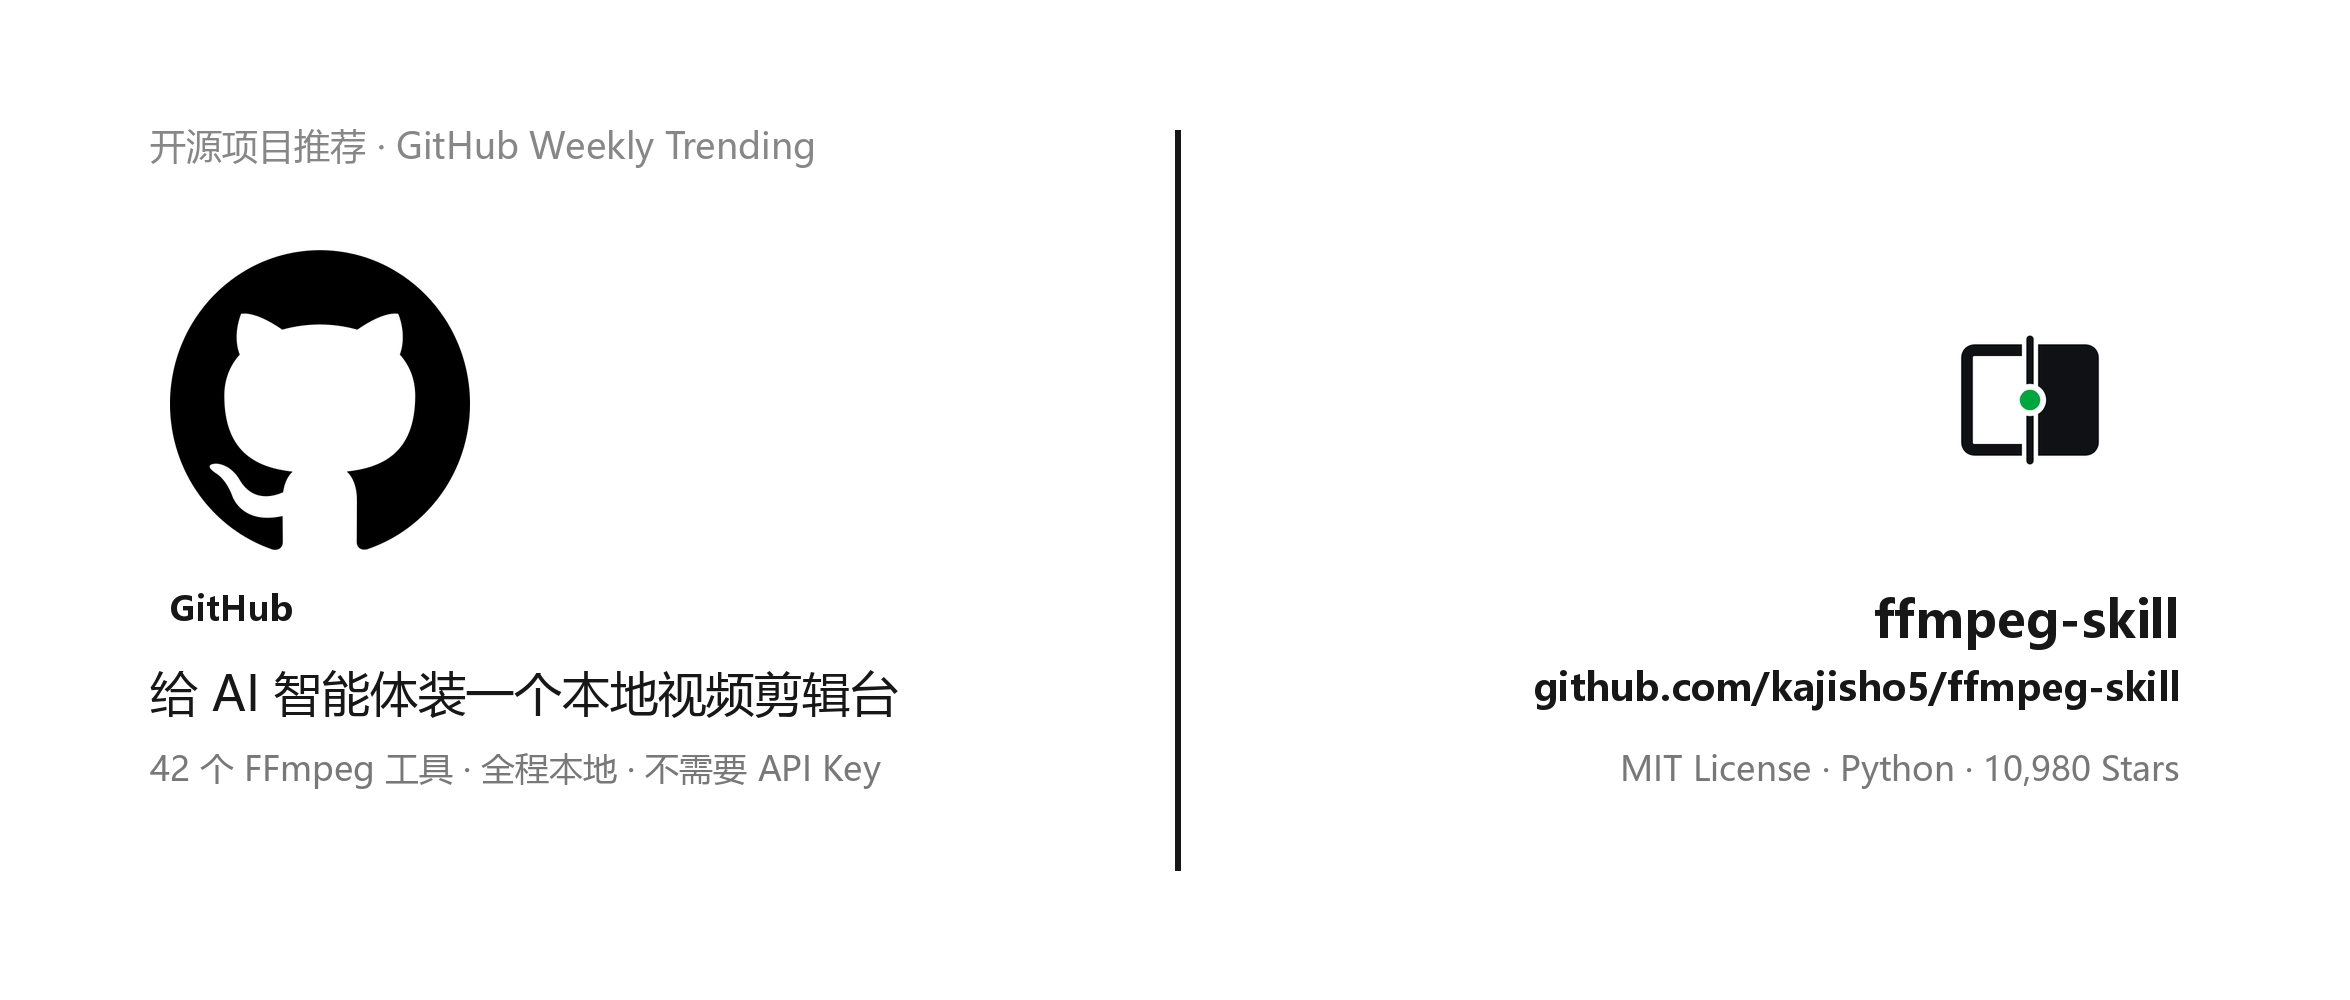 开源项目推荐 · GitHub Weekly Trending
GitHub
给 AI 智能体装一个本地视频剪辑台
42 个 FFmpeg 工具 · 全程本地 · 不需要 API Key
ffmpeg-skill
github.com/kajisho5/ffmpeg-skill
MIT License · Python · 10,980 Stars